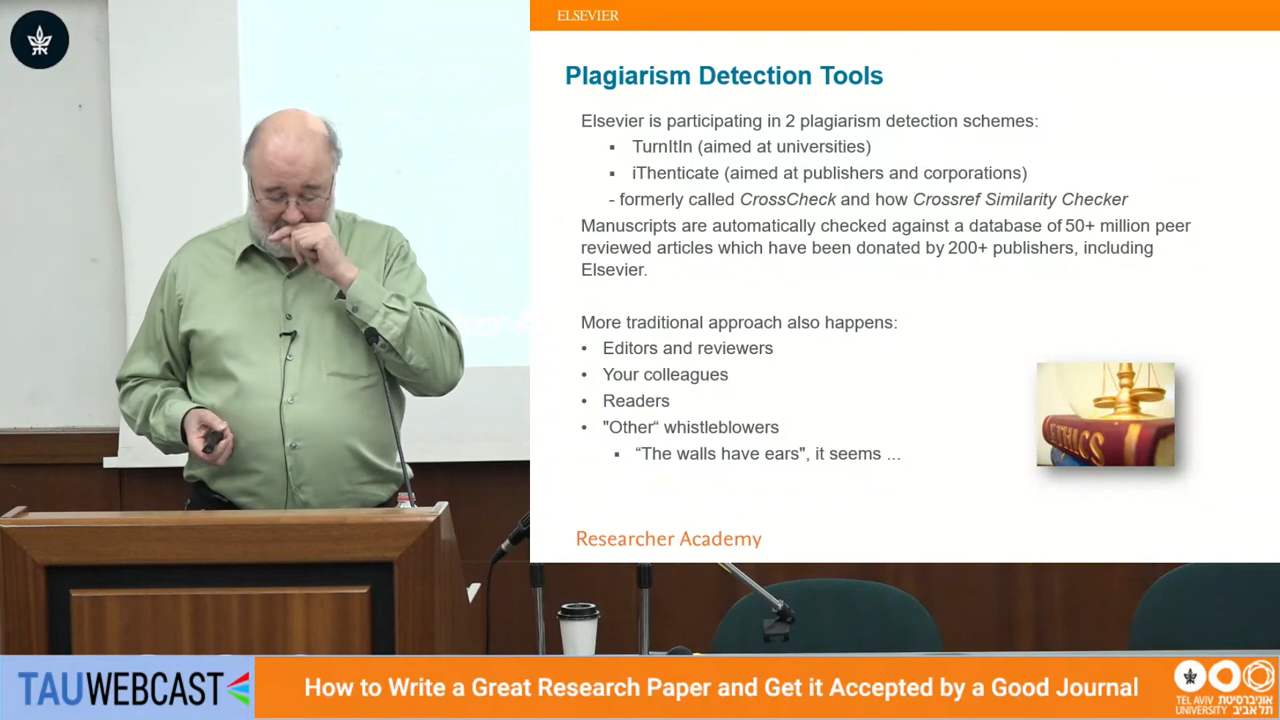 ELSEVIER
Plagiarism Detection Tools
Elsevier is participating in 2 plagiarism detection schemes:
▪ TurnItIn (aimed at universities)
▪ iThenticate (aimed at publishers and corporations)
- formerly called CrossCheck and how Crossref Similarity Checker
Manuscripts are automatically checked against a database of 50+ million peer
reviewed articles which have been donated by 200+ publishers, including
Elsevier.
More traditional approach also happens:
• Editors and reviewers
• Your colleagues
• Readers
• "Other“ whistleblowers
▪ “The walls have ears", it seems ...
ETHICS
Researcher Academy
TAUWEBCAST
How to Write a Great Research Paper and Get it Accepted by a Good Journal
TEL AVIV אוניברסיטת
UNIVERSITY תל אביב